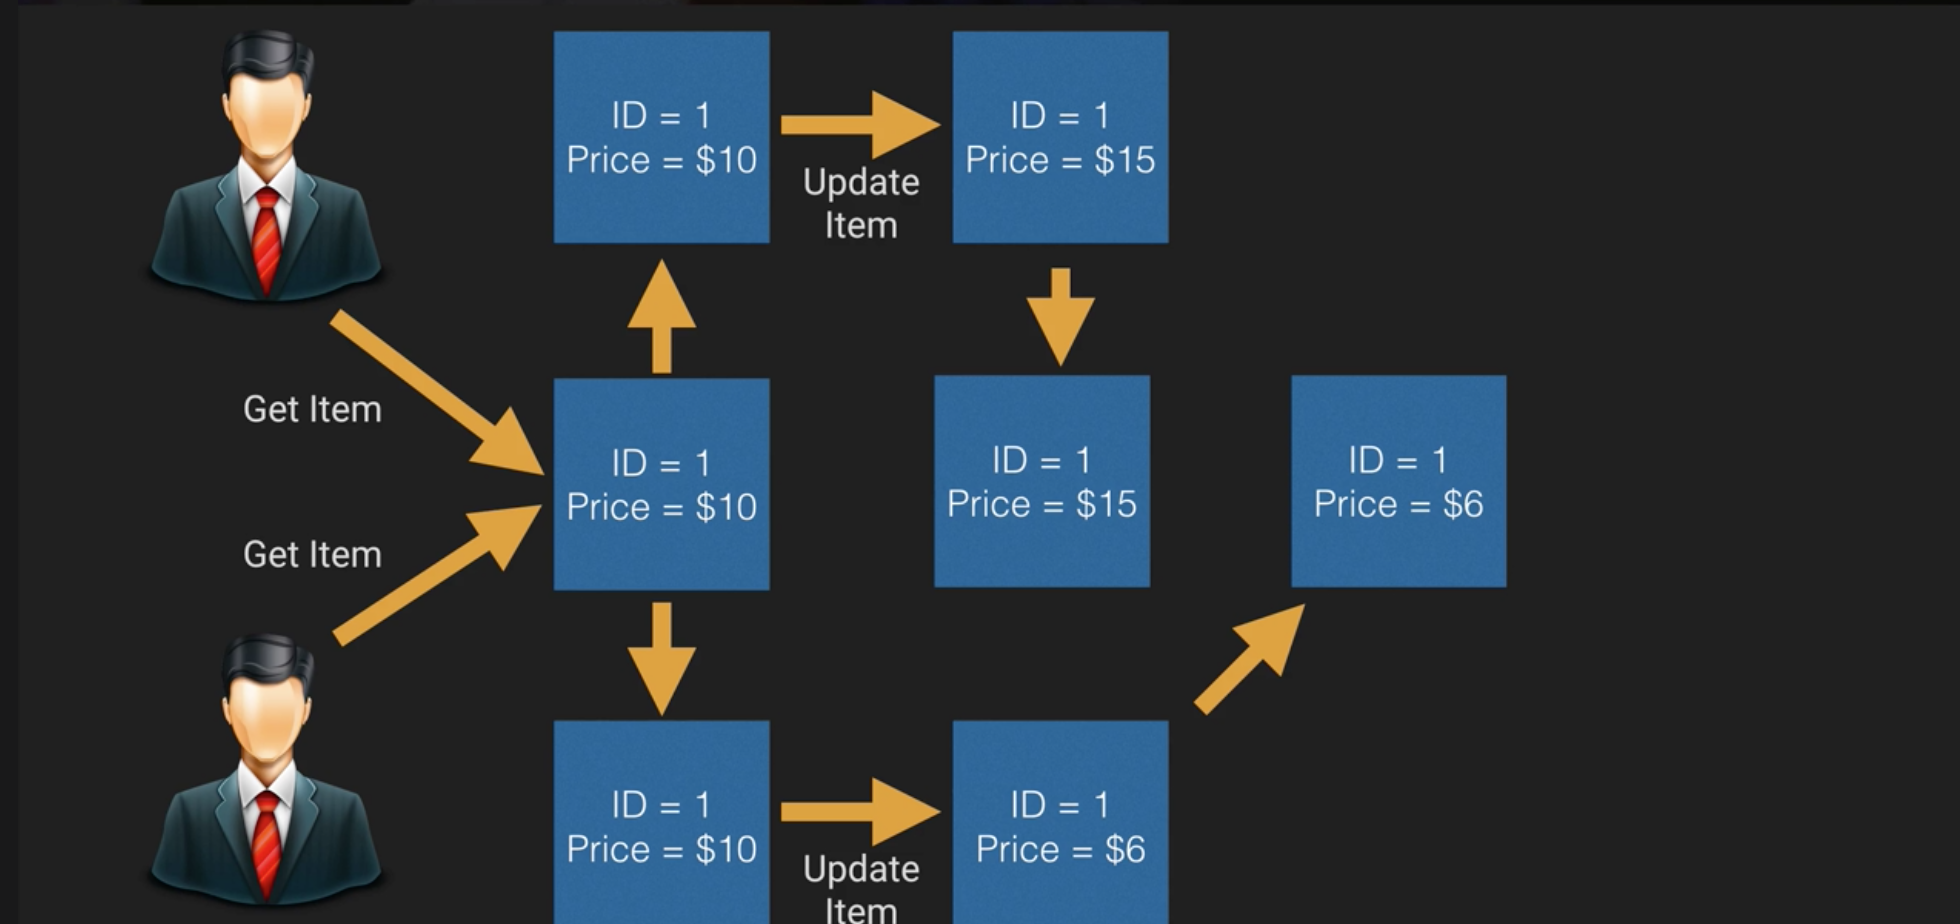 ID = 1
Price = $10
Update
Item
ID = 1
Price = $15
Get Item
Get Item
ID = 1
Price = $10
ID = 1
Price = $15
ID = 1
Price = $6
ID = 1
Price = $10
Update
Item
ID = 1
Price = $6